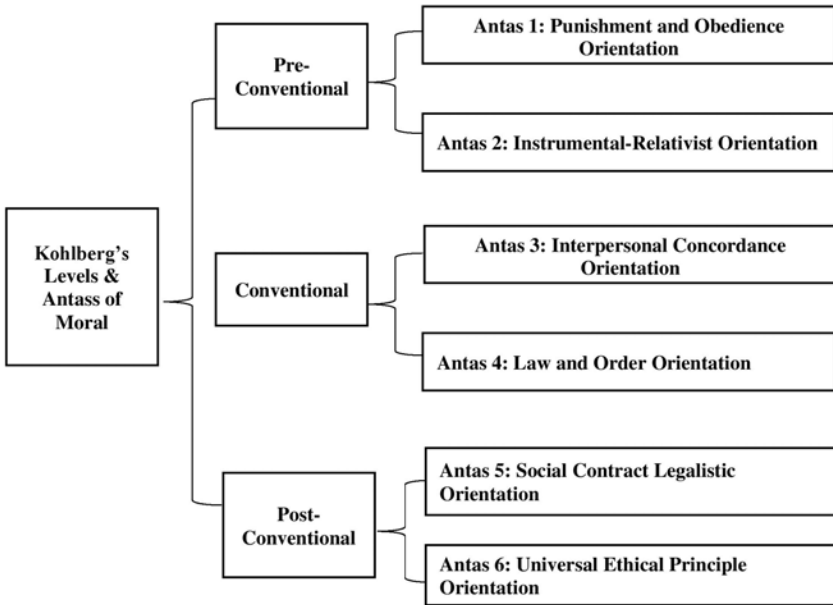 Kohlberg's
Levels &
Antass of
Moral
Pre-
Conventional
Antas 1: Punishment and Obedience
Orientation
Antas 2: Instrumental-Relativist Orientation
Conventional
Antas 3: Interpersonal Concordance
Orientation
Antas 4: Law and Order Orientation
Post-
Conventional
Antas 5: Social Contract Legalistic
Orientation
Antas 6: Universal Ethical Principle
Orientation